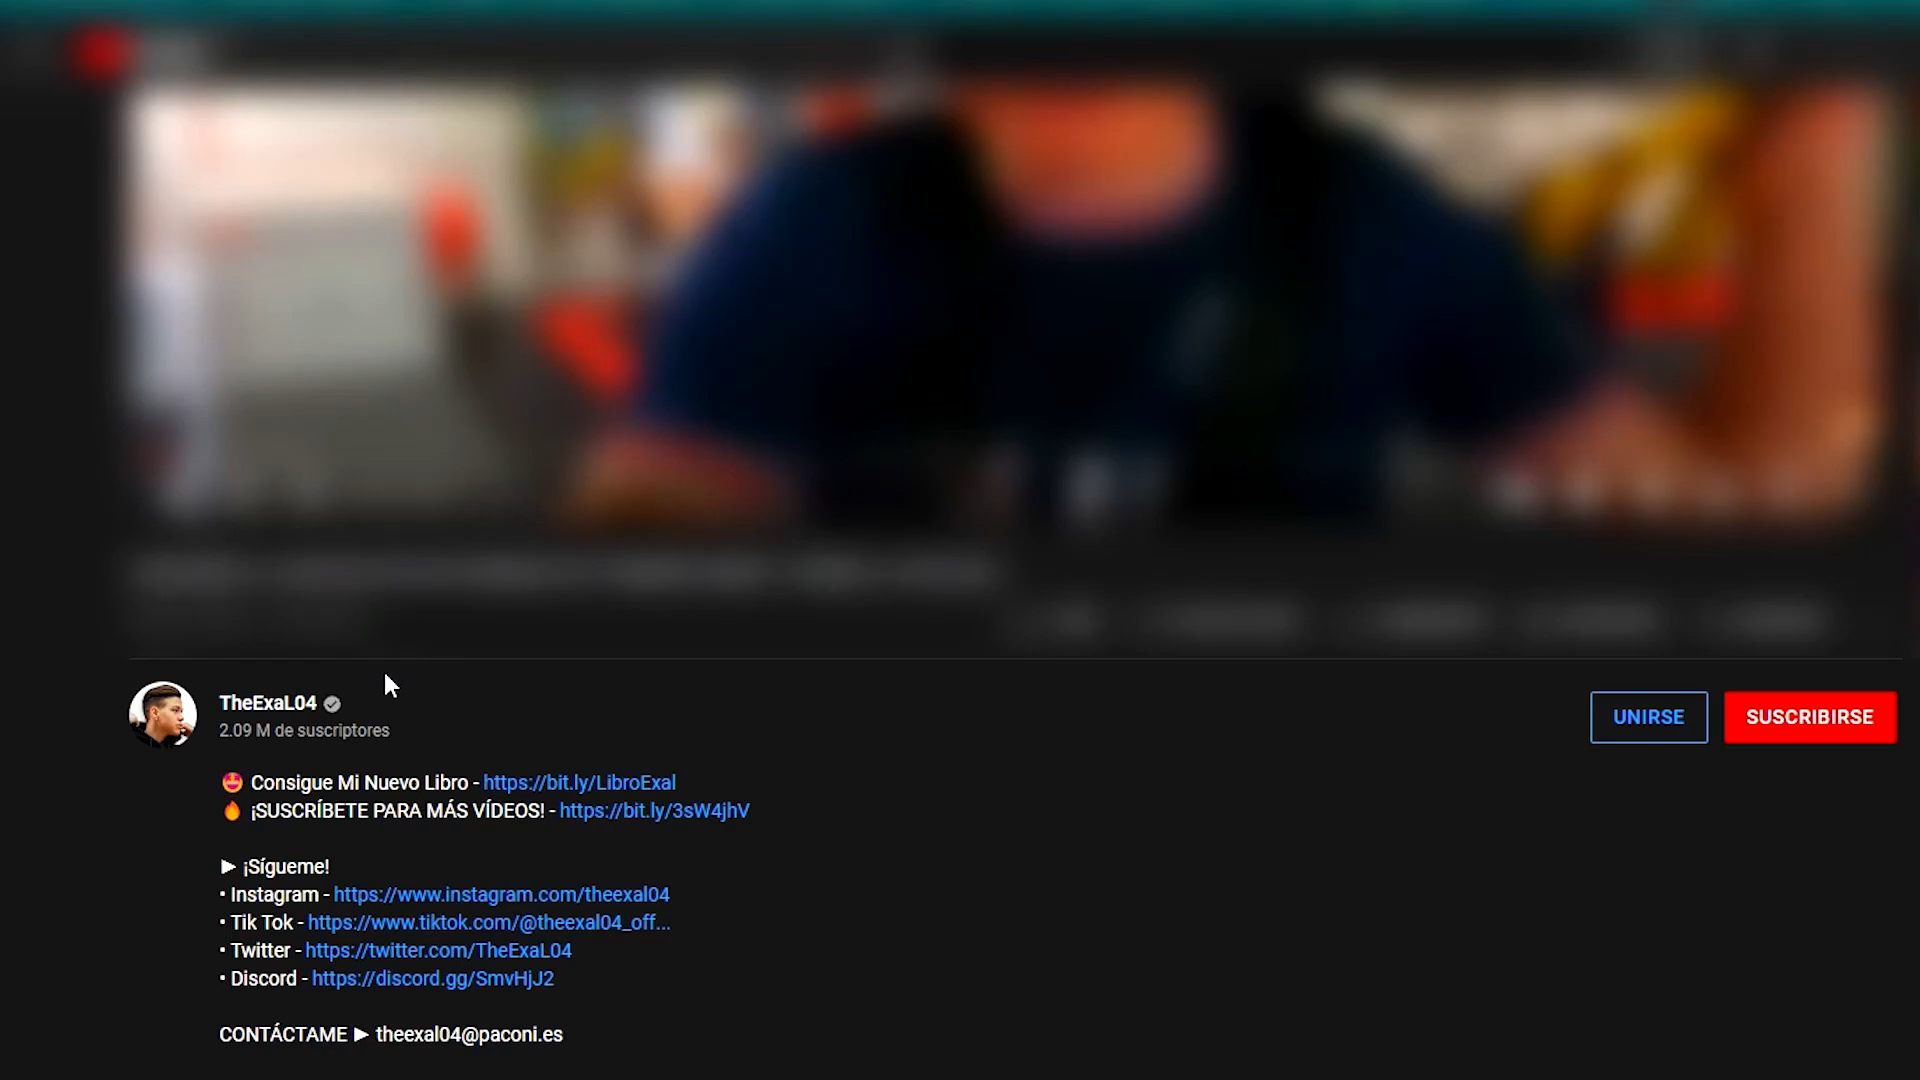 TheExaL04
2.09 M de suscriptores
UNIRSE
SUSCRIBIRSE
🤩 Consigue Mi Nuevo Libro - https://bit.ly/LibroExal
🔥 ¡SUSCRÍBETE PARA MÁS VÍDEOS! - https://bit.ly/3sW4jhV
► ¡Sígueme!
• Instagram - https://www.instagram.com/theexal04
• Tik Tok - https://www.tiktok.com/@theexal04_off...
• Twitter - https://twitter.com/TheExaL04
• Discord - https://discord.gg/SmvHjJ2
CONTÁCTAME ► theexal04@paconi.es